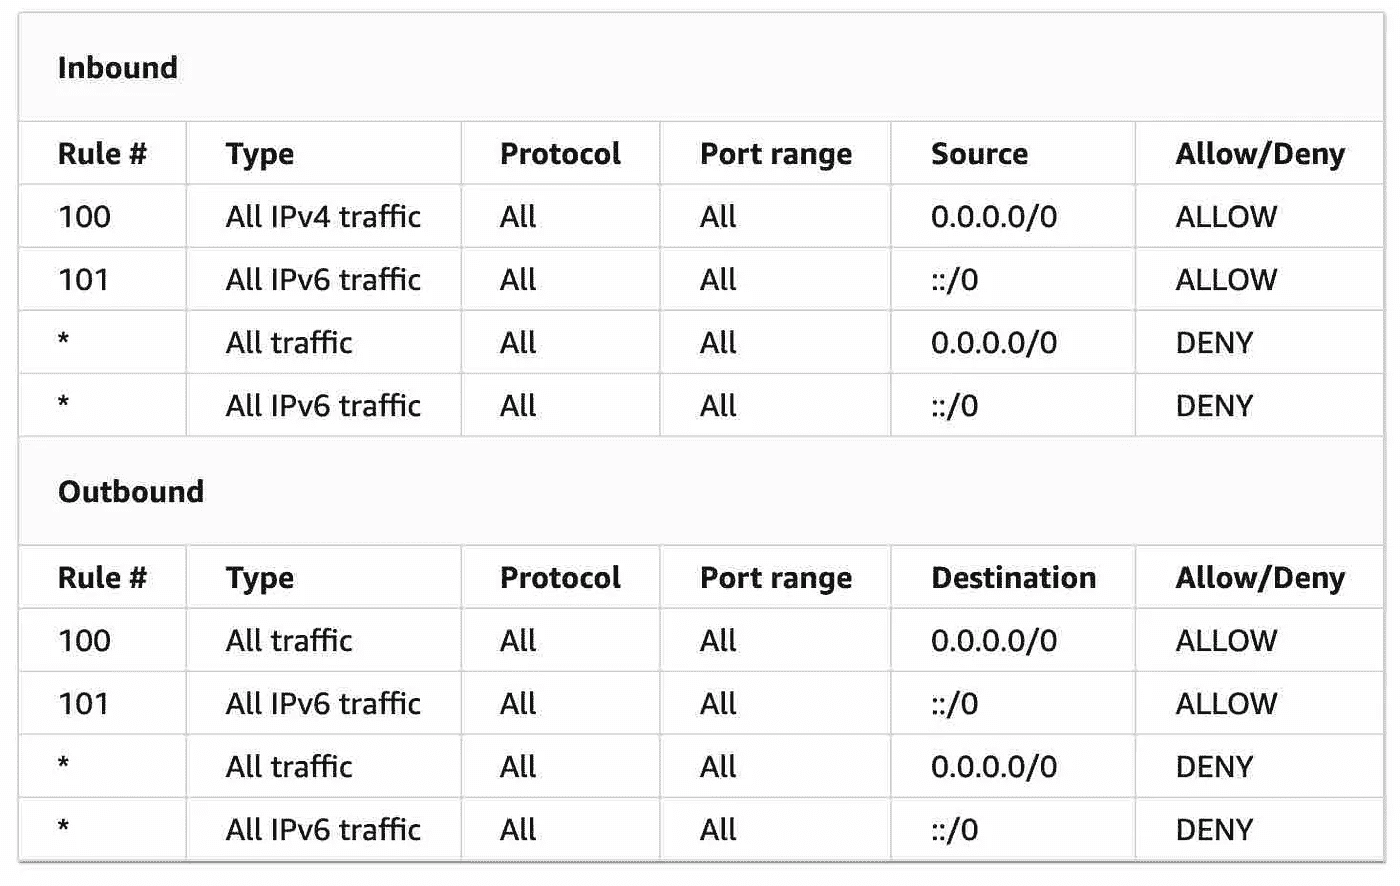 Inbound
Rule # Type Protocol Port range Source Allow/Deny
100 All IPv4 traffic All All 0.0.0.0/0 ALLOW
101 All IPv6 traffic All All ::/0 ALLOW
* All traffic All All 0.0.0.0/0 DENY
* All IPv6 traffic All All ::/0 DENY
Outbound
Rule # Type Protocol Port range Destination Allow/Deny
100 All traffic All All 0.0.0.0/0 ALLOW
101 All IPv6 traffic All All ::/0 ALLOW
* All traffic All All 0.0.0.0/0 DENY
* All IPv6 traffic All All ::/0 DENY